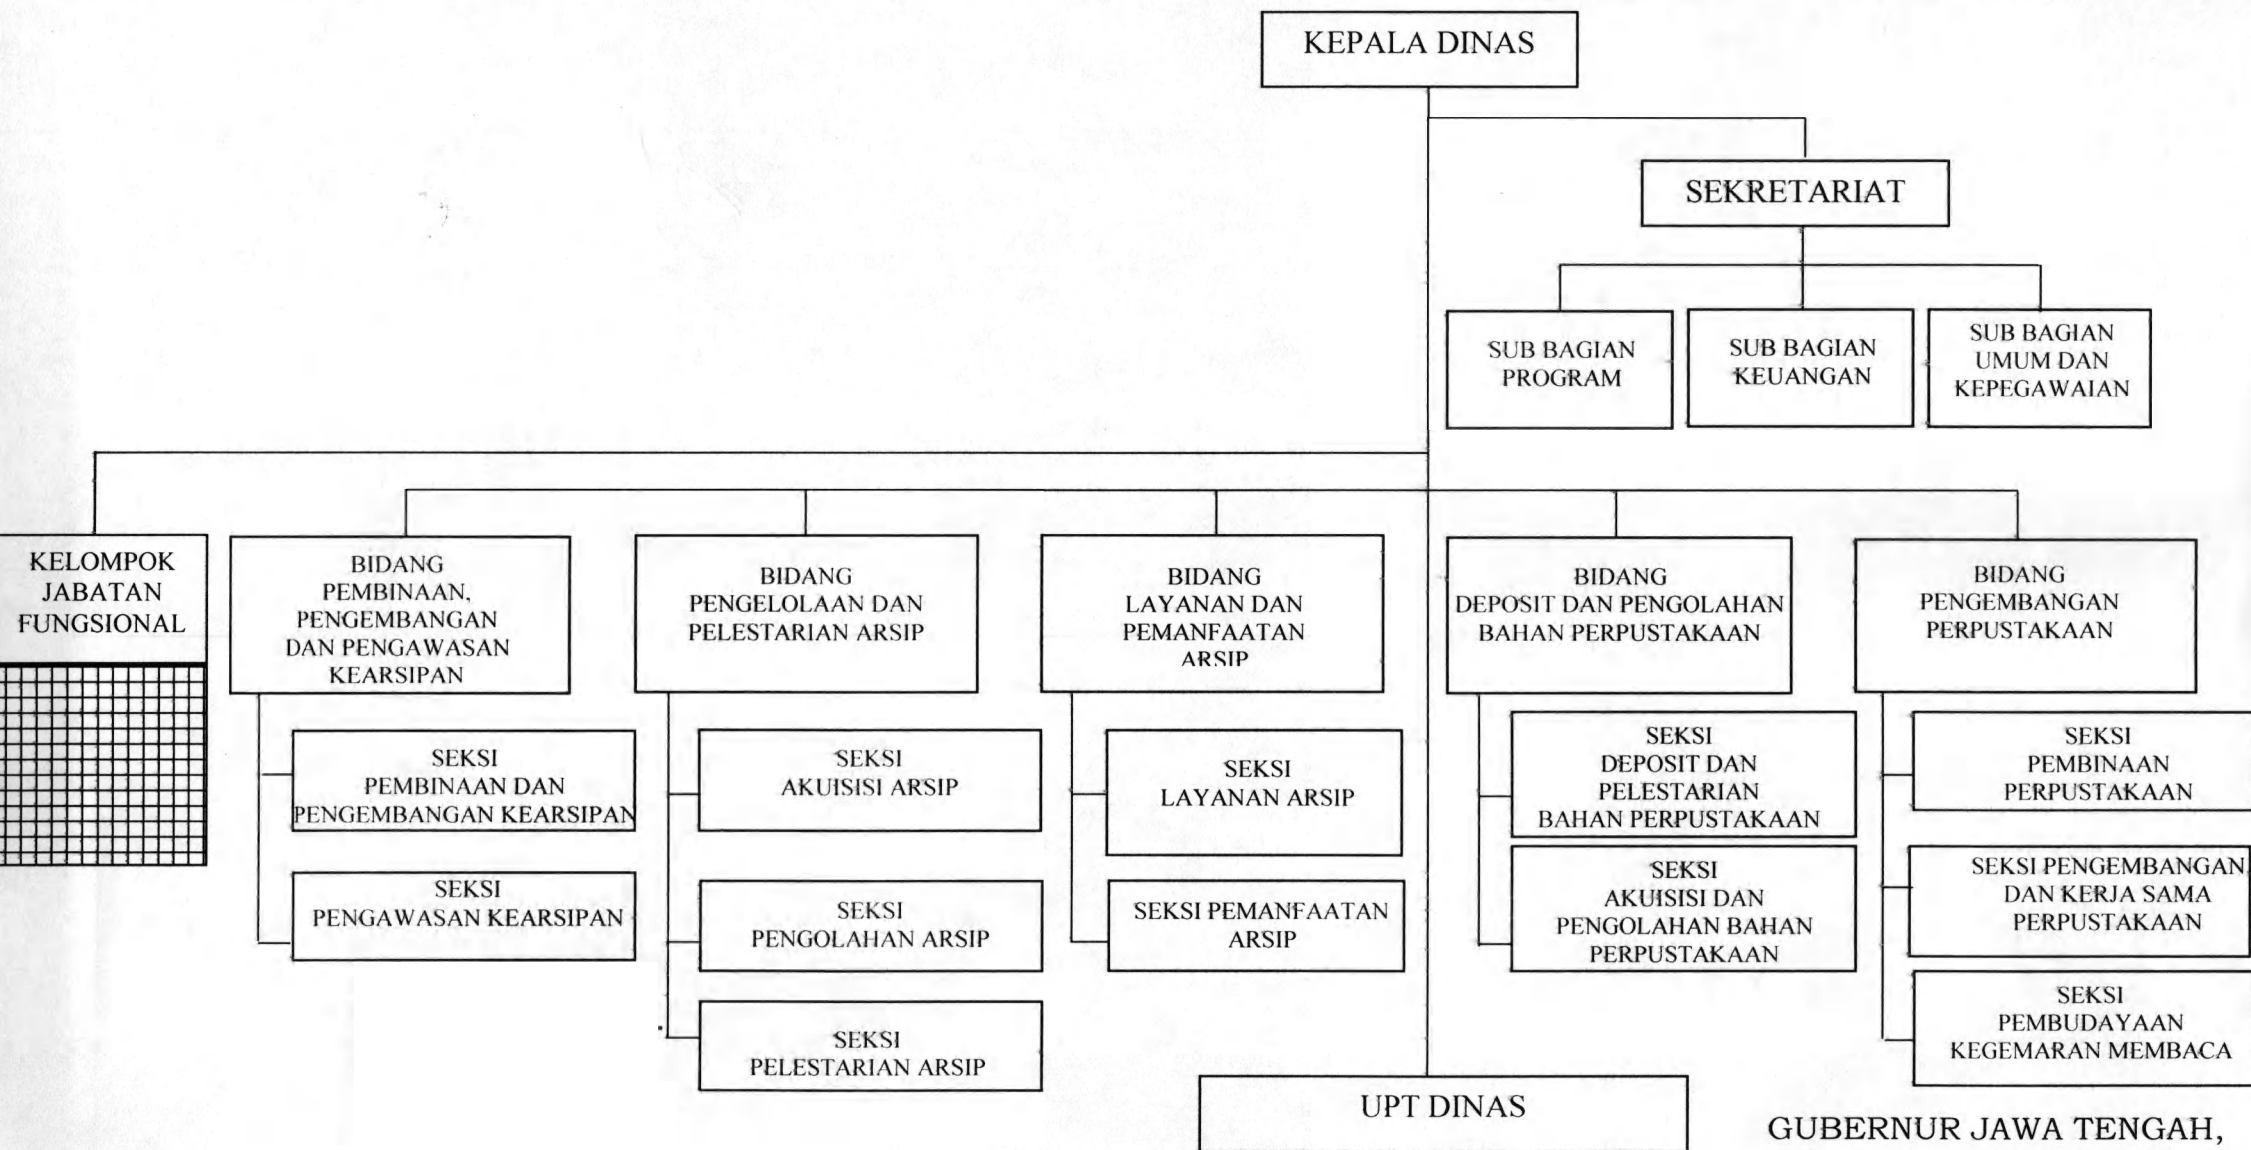 KEPALA DINAS
SEKRETARIAT
SUB BAGIAN
PROGRAM
SUB BAGIAN
KEUANGAN
SUB BAGIAN
UMUM DAN
KEPEGAWAIAN
KELOMPOK
JABATAN
FUNGSIONAL
BIDANG
PEMBINAAN,
PENGEMBANGAN
DAN PENGAWASAN
KEARSIPAN
SEKSI
PEMBINAAN DAN
PENGEMBANGAN KEARSIPAN
SEKSI
PENGAWASAN KEARSIPAN
BIDANG
PENGELOLAAN DAN
PELESTARIAN ARSIP
SEKSI
AKUISISI ARSIP
SEKSI
PENGOLAHAN ARSIP
SEKSI
PELESTARIAN ARSIP
BIDANG
LAYANAN DAN
PEMANFAATAN
ARSIP
SEKSI
LAYANAN ARSIP
SEKSI PEMANFAATAN
ARSIP
BIDANG
DEPOSIT DAN PENGOLAHAN
BAHAN PERPUSTAKAAN
SEKSI
DEPOSIT DAN
PELESTARIAN
BAHAN PERPUSTAKAAN
SEKSI
AKUISISI DAN
PENGOLAHAN BAHAN
PERPUSTAKAAN
BIDANG
PENGEMBANGAN
PERPUSTAKAAN
SEKSI
PEMBINAAN
PERPUSTAKAAN
SEKSI PENGEMBANGAN
DAN KERJA SAMA
PERPUSTAKAAN
SEKSI
PEMBUDAYAAN
KEGEMARAN MEMBACA
UPT DINAS
GUBERNUR JAWA TENGAH,